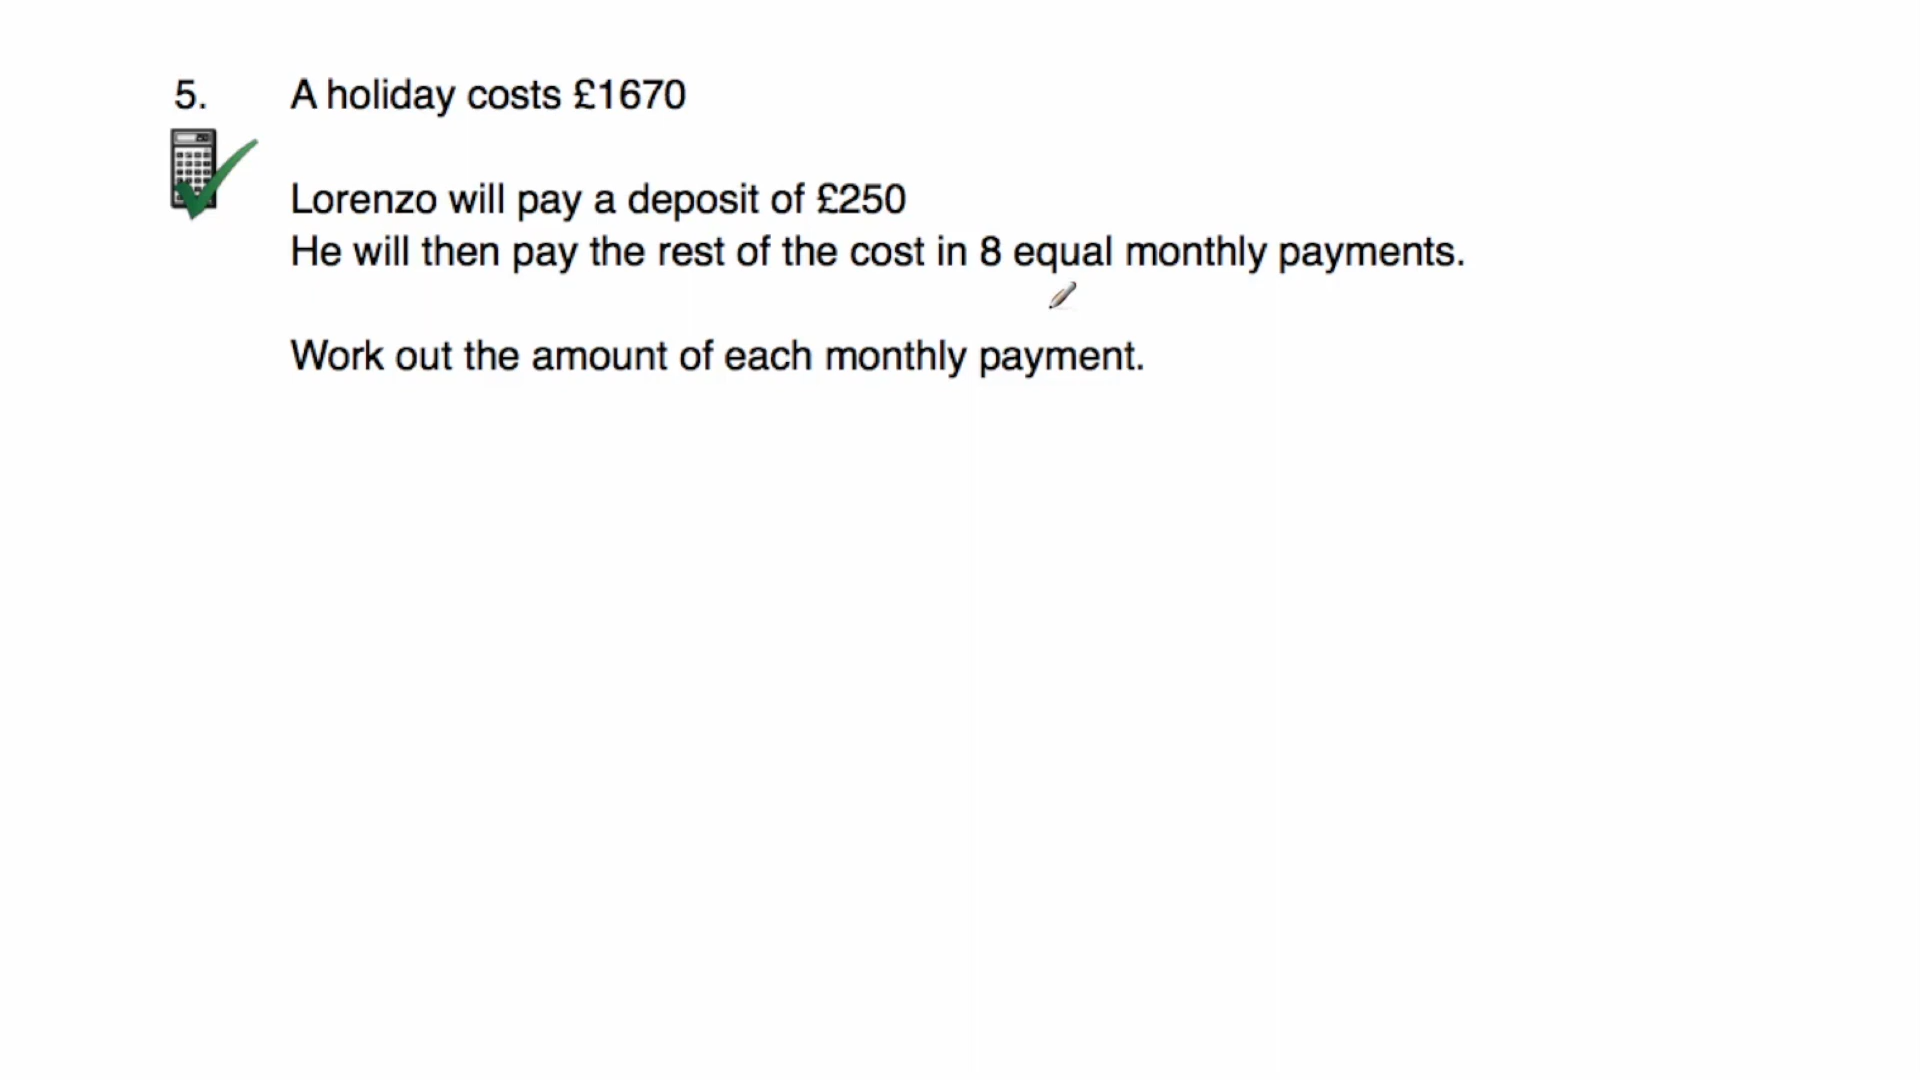 5. A holiday costs £1670
Lorenzo will pay a deposit of £250
He will then pay the rest of the cost in 8 equal monthly payments.
Work out the amount of each monthly payment.